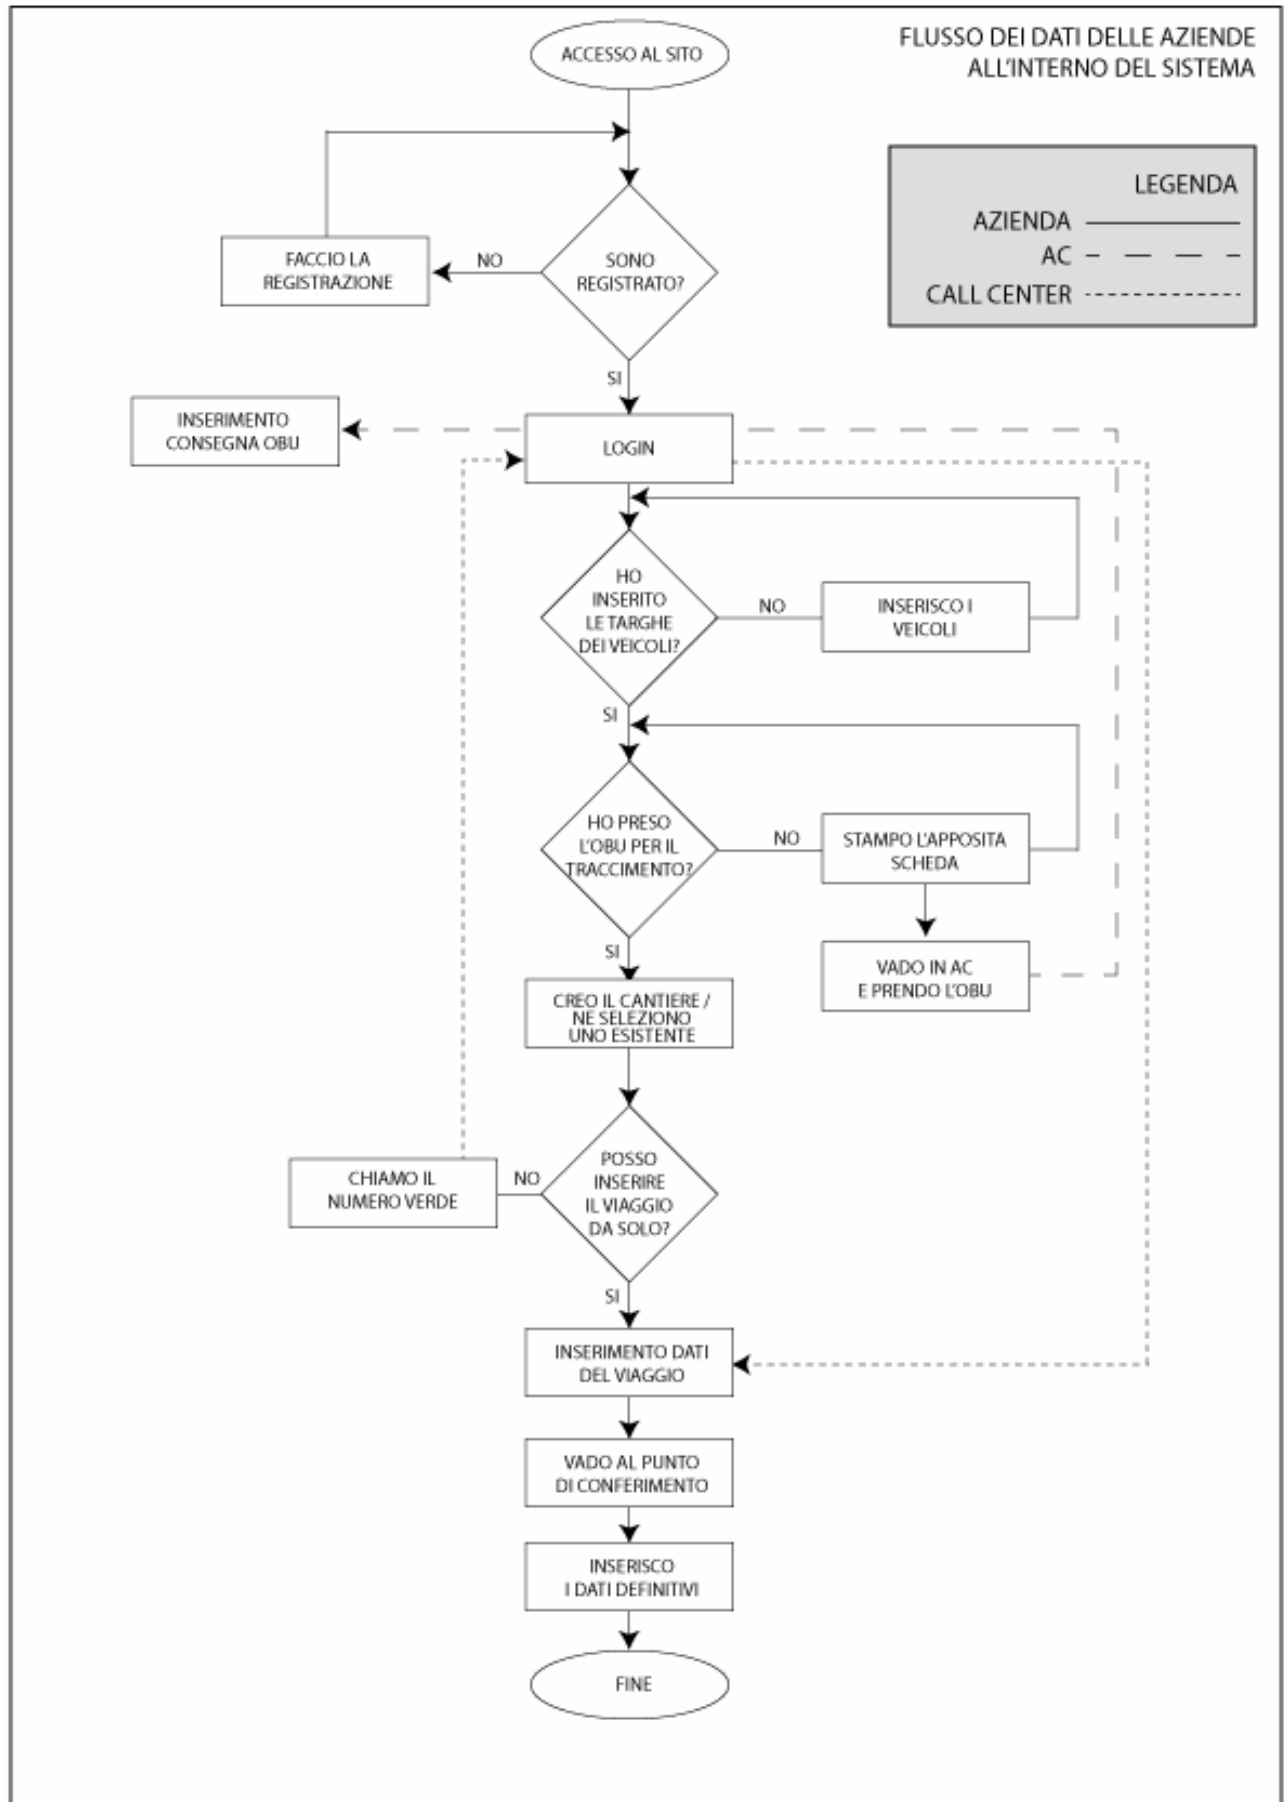 FLUSSO DEI DATI DELLE AZIENDE
ALL'INTERNO DEL SISTEMA
LEGENDA
AZIENDA
AC
CALL CENTER
ACCESSO AL SITO
SONO
REGISTRATO?
NO
FACCIO LA
REGISTRAZIONE
SI
LOGIN
INSERIMENTO
CONSEGNA OBU
HO
INSERITO
LE TARGHE
DEI VEICOLI?
NO
INSERISCO I
VEICOLI
SI
HO PRESO
L'OBU PER IL
TRACCIMENTO?
NO
STAMPO L'APPOSITA
SCHEDA
VADO IN AC
E PRENDO L'OBU
SI
CREO IL CANTIERE /
NE SELEZIONO
UNO ESISTENTE
POSSO
INSERIRE
IL VIAGGIO
DA SOLO?
NO
CHIAMO IL
NUMERO VERDE
SI
INSERIMENTO DATI
DEL VIAGGIO
VADO AL PUNTO
DI CONFERIMENTO
INSERISCO
I DATI DEFINITIVI
FINE